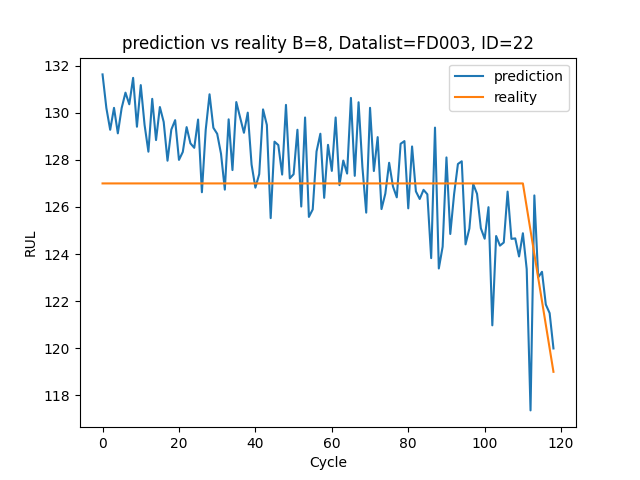 prediction vs reality B=8, Datalist=FD003, ID=22
prediction
reality
132
130
128
126
124
122
120
118
RUL
0 20 40 60 80 100 120
Cycle